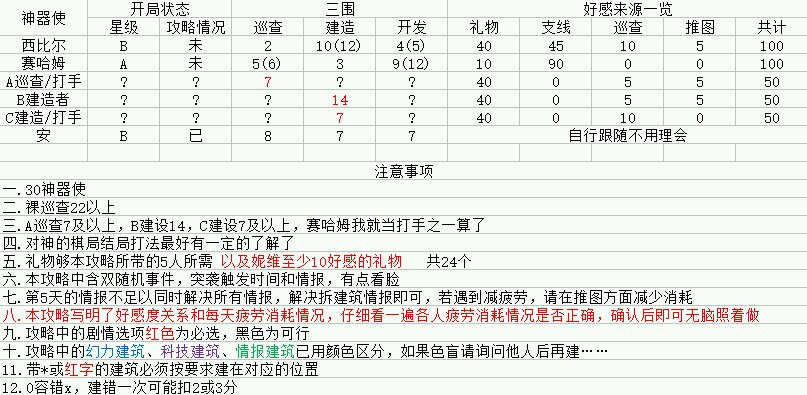 神器使 开局状态 三围 好感来源一览
星级 攻略情况 巡查 建造 开发 礼物 支线 巡查 推图 共计
西比尔 B 未 2 10(12) 4(5) 40 45 10 5 100
赛哈姆 A 未 5(6) 3 9(12) 10 90 0 0 100
A巡查/打手 ? ? 7 ? ? 40 0 5 5 50
B建造者 ? ? ? 14 ? 40 0 5 5 50
C建造/打手 ? ? ? 7 ? 40 0 10 0 50
安 B 已 8 7 7 自行跟随不用理会
注意事项
一.30神器使
二.裸巡查22以上
三.A巡查7及以上，B建设14，C建设7及以上，赛哈姆我就当打手之一算了
四.对神的棋局结局打法最好有一定的了解了
五.礼物够本攻略所带的5人所需 以及妮维至少10好感的礼物 共24个
六.本攻略中含双随机事件，突袭触发时间和情报，有点看脸
七.第5天的情报不足以同时解决所有情报，解决拆建筑情报即可，若遇到减疲劳，请在推图方面减少消耗
八.本攻略写明了好感度关系和每天疲劳消耗情况，仔细看一遍各人疲劳消耗情况是否正确，确认后即可无脑照着做
九.攻略中的剧情选项红色为必选，黑色为可行
十.攻略中的幻力建筑、科技建筑、情报建筑已用颜色区分，如果色盲请询问他人后再建……
11.带*或红字的建筑必须按要求建在对应的位置
12.0容错x，建错一次可能扣2或3分